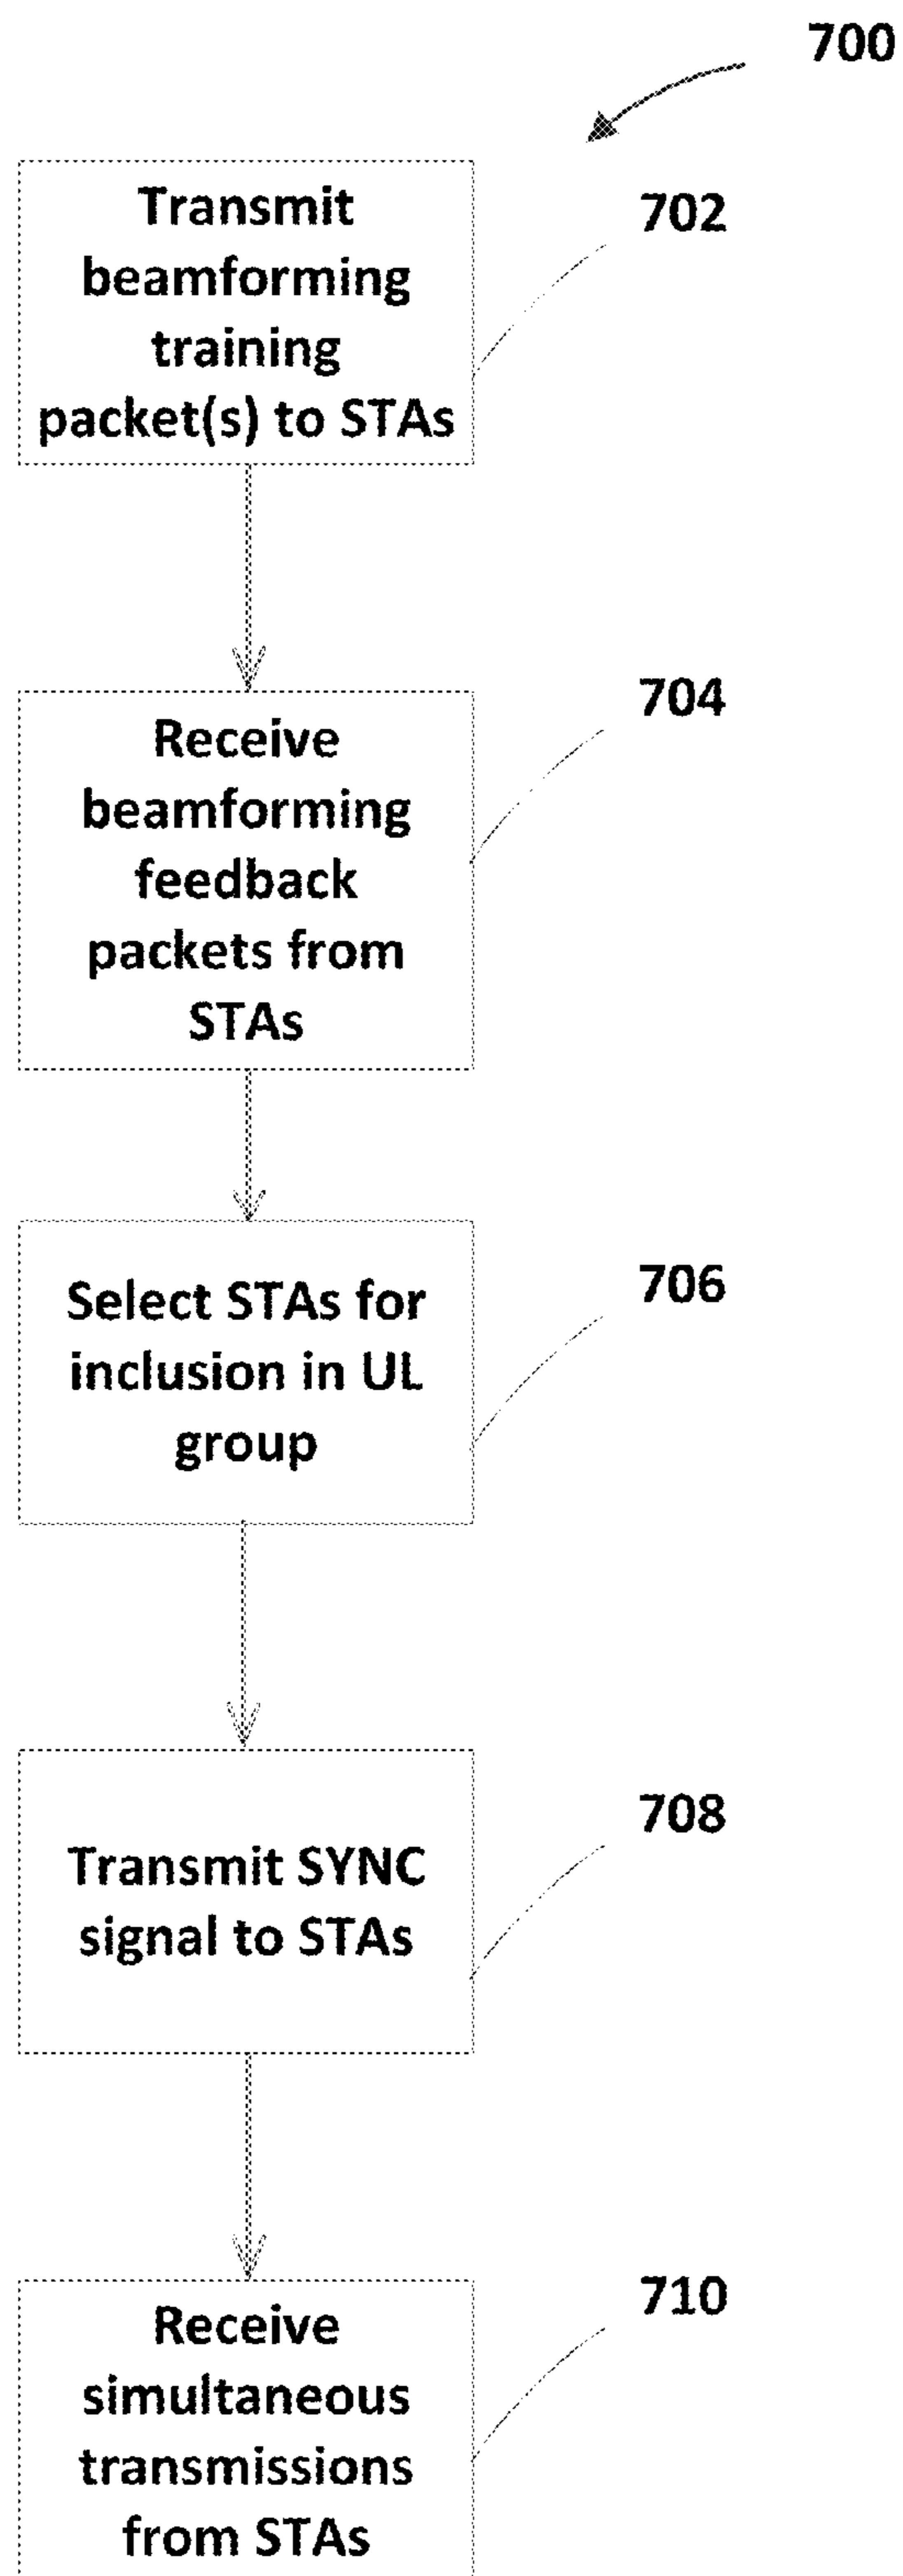 700
Transmit
beamforming
training
packet(s) to STAs
702
Receive
beamforming
feedback
packets from
STAs
704
Select STAs for
inclusion in UL
group
706
Transmit SYNC
signal to STAs
708
Receive
simultaneous
transmissions
from STAs
710